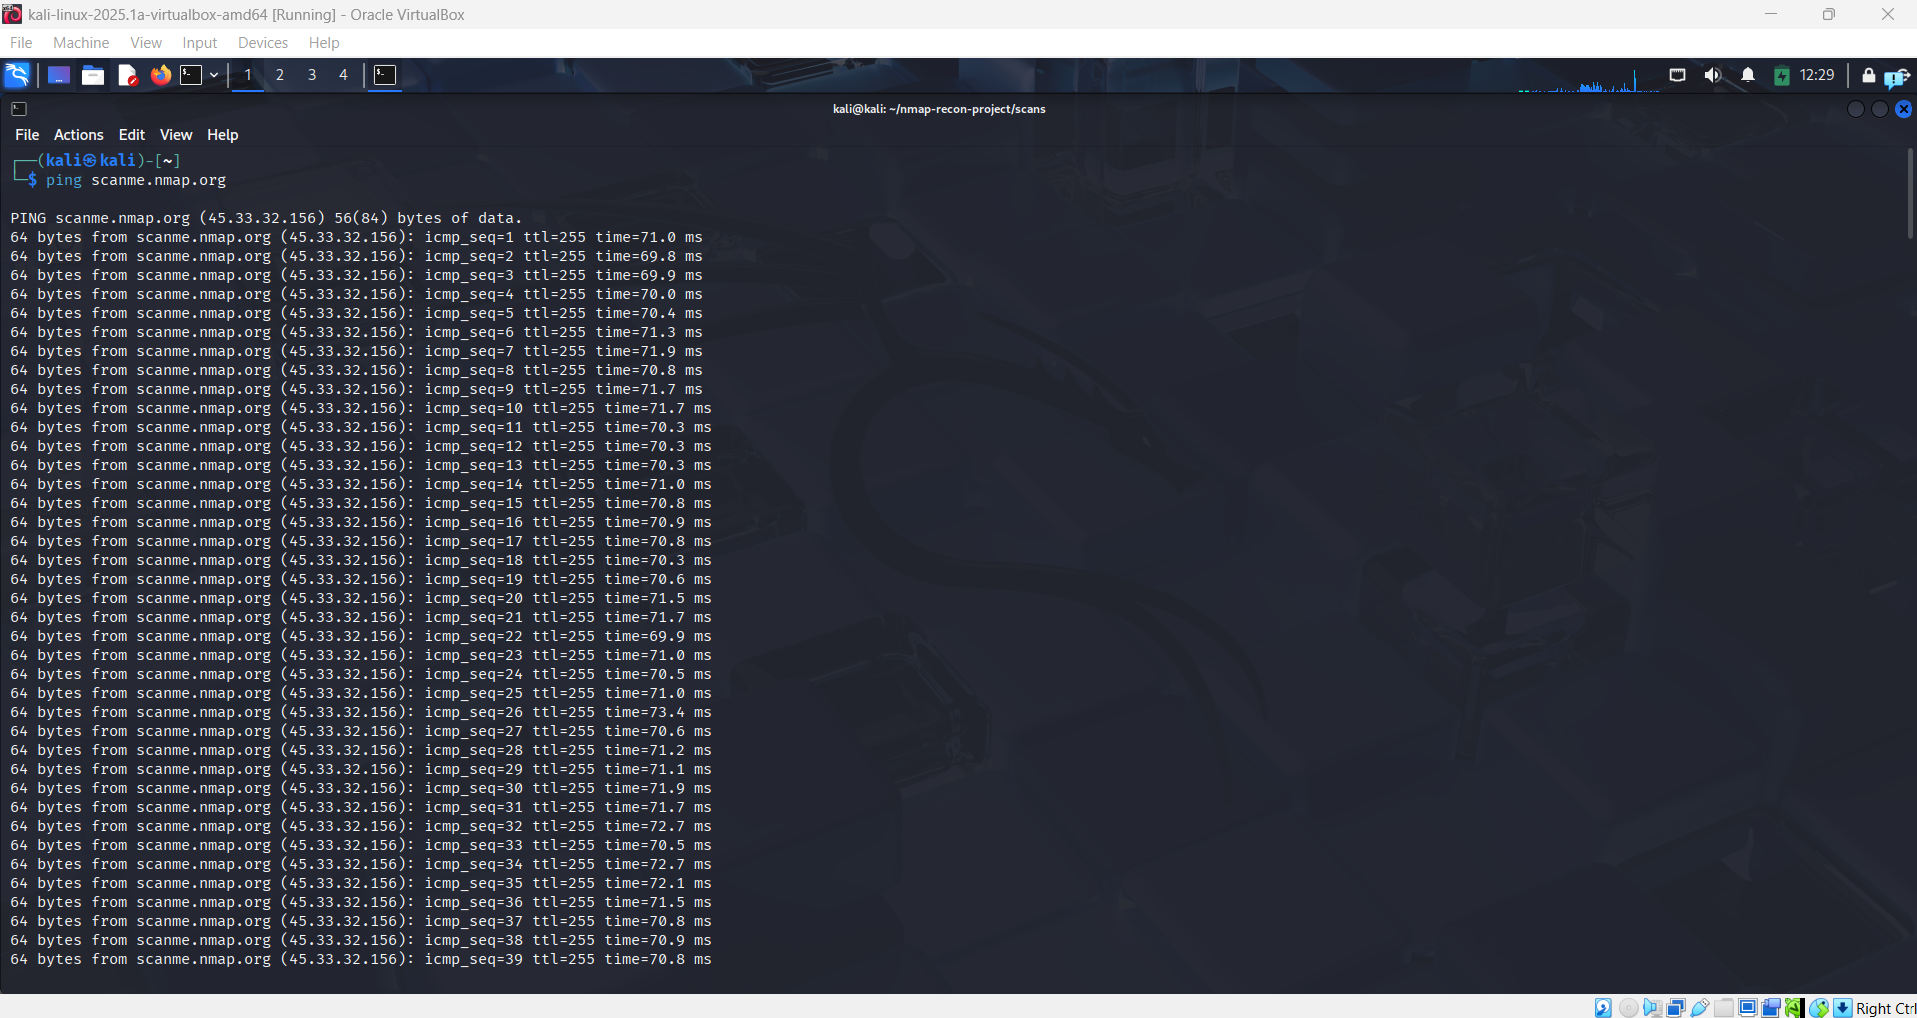 kali-linux-2025.1a-virtualbox-amd64 [Running] - Oracle VirtualBox
File Machine View Input Devices Help
1 2 3 4 12:29
kali@kali: ~/nmap-recon-project/scans
File Actions Edit View Help
┌──(kali㉿kali)-[~]
└─$ ping scanme.nmap.org
PING scanme.nmap.org (45.33.32.156) 56(84) bytes of data.
64 bytes from scanme.nmap.org (45.33.32.156): icmp_seq=1 ttl=255 time=71.0 ms
64 bytes from scanme.nmap.org (45.33.32.156): icmp_seq=2 ttl=255 time=69.8 ms
64 bytes from scanme.nmap.org (45.33.32.156): icmp_seq=3 ttl=255 time=69.9 ms
64 bytes from scanme.nmap.org (45.33.32.156): icmp_seq=4 ttl=255 time=70.0 ms
64 bytes from scanme.nmap.org (45.33.32.156): icmp_seq=5 ttl=255 time=70.4 ms
64 bytes from scanme.nmap.org (45.33.32.156): icmp_seq=6 ttl=255 time=71.3 ms
64 bytes from scanme.nmap.org (45.33.32.156): icmp_seq=7 ttl=255 time=71.9 ms
64 bytes from scanme.nmap.org (45.33.32.156): icmp_seq=8 ttl=255 time=70.8 ms
64 bytes from scanme.nmap.org (45.33.32.156): icmp_seq=9 ttl=255 time=71.7 ms
64 bytes from scanme.nmap.org (45.33.32.156): icmp_seq=10 ttl=255 time=71.7 ms
64 bytes from scanme.nmap.org (45.33.32.156): icmp_seq=11 ttl=255 time=70.3 ms
64 bytes from scanme.nmap.org (45.33.32.156): icmp_seq=12 ttl=255 time=70.3 ms
64 bytes from scanme.nmap.org (45.33.32.156): icmp_seq=13 ttl=255 time=70.3 ms
64 bytes from scanme.nmap.org (45.33.32.156): icmp_seq=14 ttl=255 time=71.0 ms
64 bytes from scanme.nmap.org (45.33.32.156): icmp_seq=15 ttl=255 time=70.8 ms
64 bytes from scanme.nmap.org (45.33.32.156): icmp_seq=16 ttl=255 time=70.9 ms
64 bytes from scanme.nmap.org (45.33.32.156): icmp_seq=17 ttl=255 time=70.8 ms
64 bytes from scanme.nmap.org (45.33.32.156): icmp_seq=18 ttl=255 time=70.3 ms
64 bytes from scanme.nmap.org (45.33.32.156): icmp_seq=19 ttl=255 time=70.6 ms
64 bytes from scanme.nmap.org (45.33.32.156): icmp_seq=20 ttl=255 time=71.5 ms
64 bytes from scanme.nmap.org (45.33.32.156): icmp_seq=21 ttl=255 time=71.7 ms
64 bytes from scanme.nmap.org (45.33.32.156): icmp_seq=22 ttl=255 time=69.9 ms
64 bytes from scanme.nmap.org (45.33.32.156): icmp_seq=23 ttl=255 time=71.0 ms
64 bytes from scanme.nmap.org (45.33.32.156): icmp_seq=24 ttl=255 time=70.5 ms
64 bytes from scanme.nmap.org (45.33.32.156): icmp_seq=25 ttl=255 time=71.0 ms
64 bytes from scanme.nmap.org (45.33.32.156): icmp_seq=26 ttl=255 time=73.4 ms
64 bytes from scanme.nmap.org (45.33.32.156): icmp_seq=27 ttl=255 time=70.6 ms
64 bytes from scanme.nmap.org (45.33.32.156): icmp_seq=28 ttl=255 time=71.2 ms
64 bytes from scanme.nmap.org (45.33.32.156): icmp_seq=29 ttl=255 time=71.1 ms
64 bytes from scanme.nmap.org (45.33.32.156): icmp_seq=30 ttl=255 time=71.9 ms
64 bytes from scanme.nmap.org (45.33.32.156): icmp_seq=31 ttl=255 time=71.7 ms
64 bytes from scanme.nmap.org (45.33.32.156): icmp_seq=32 ttl=255 time=72.7 ms
64 bytes from scanme.nmap.org (45.33.32.156): icmp_seq=33 ttl=255 time=70.5 ms
64 bytes from scanme.nmap.org (45.33.32.156): icmp_seq=34 ttl=255 time=72.7 ms
64 bytes from scanme.nmap.org (45.33.32.156): icmp_seq=35 ttl=255 time=72.1 ms
64 bytes from scanme.nmap.org (45.33.32.156): icmp_seq=36 ttl=255 time=71.5 ms
64 bytes from scanme.nmap.org (45.33.32.156): icmp_seq=37 ttl=255 time=70.8 ms
64 bytes from scanme.nmap.org (45.33.32.156): icmp_seq=38 ttl=255 time=70.9 ms
64 bytes from scanme.nmap.org (45.33.32.156): icmp_seq=39 ttl=255 time=70.8 ms
Right Ctrl